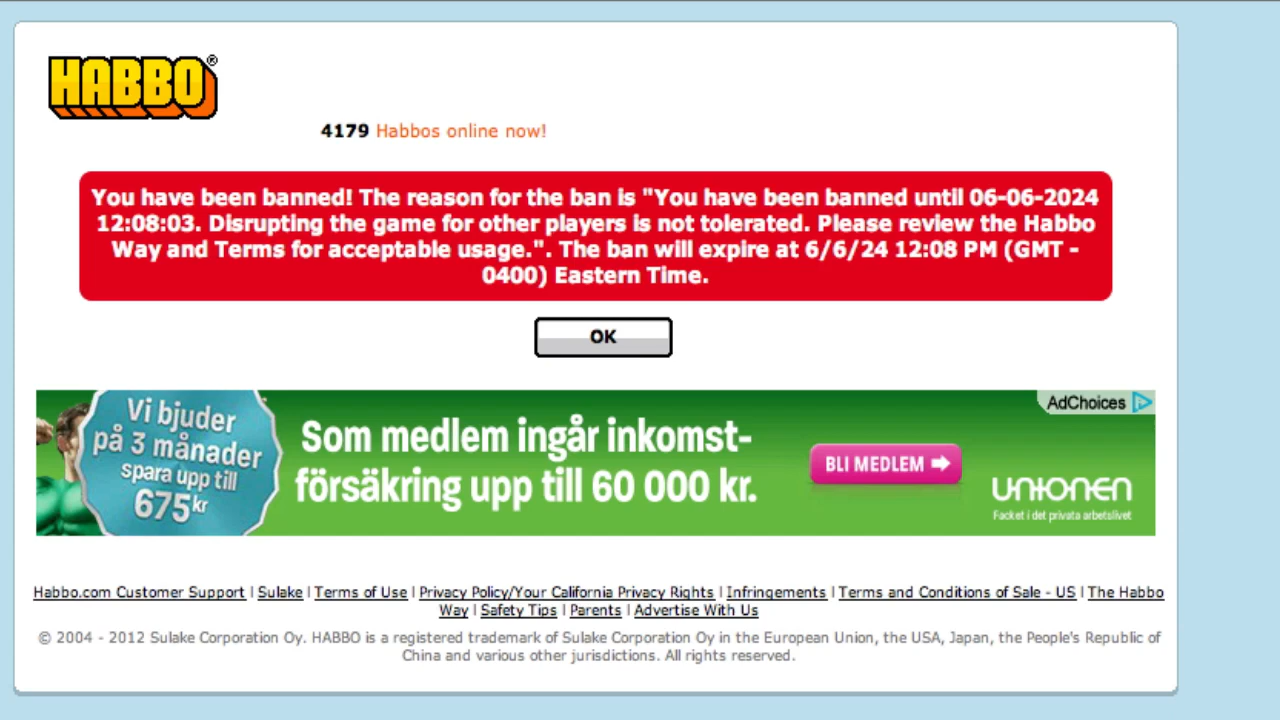 HABBO®
4179 Habbos online now!
You have been banned! The reason for the ban is "You have been banned until 06-06-2024
12:08:03. Disrupting the game for other players is not tolerated. Please review the Habbo
Way and Terms for acceptable usage.". The ban will expire at 6/6/24 12:08 PM (GMT -
0400) Eastern Time.
OK
Vi bjuder
på 3 månader
spara upp till
675kr
Som medlem ingår inkomst-
försäkring upp till 60 000 kr.
BLI MEDLEM
AdChoices
UNIONEN
Facket i det privata arbetslivet
Habbo.com Customer Support | Sulake | Terms of Use | Privacy Policy/Your California Privacy Rights | Infringements | Terms and Conditions of Sale - US | The Habbo
Way | Safety Tips | Parents | Advertise With Us
© 2004 - 2012 Sulake Corporation Oy. HABBO is a registered trademark of Sulake Corporation Oy in the European Union, the USA, Japan, the People's Republic of
China and various other jurisdictions. All rights reserved.